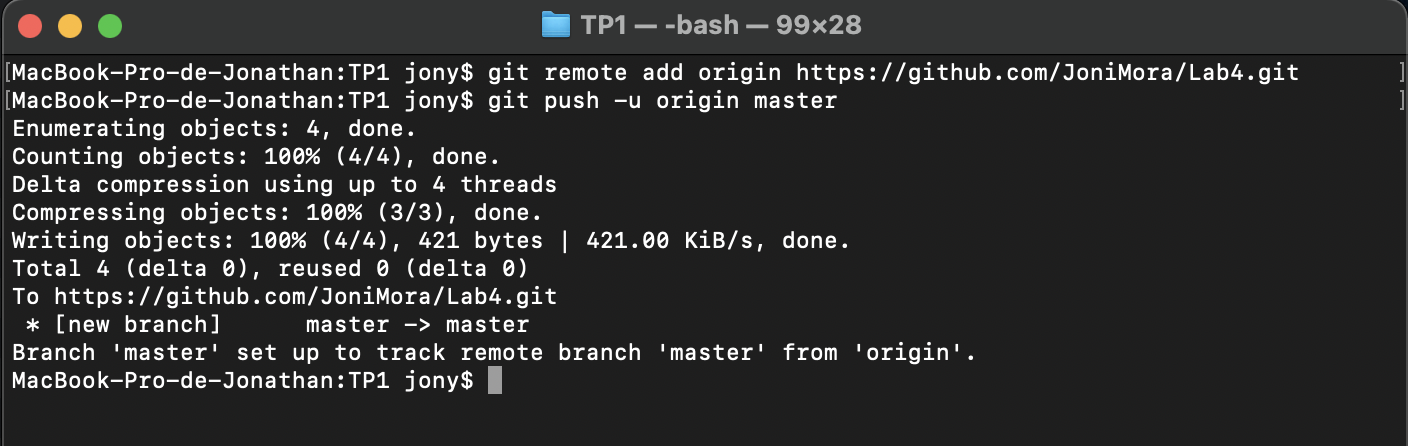 TP1 — -bash — 99×28
[MacBook-Pro-de-Jonathan:TP1 jony$ git remote add origin https://github.com/JoniMora/Lab4.git ]
[MacBook-Pro-de-Jonathan:TP1 jony$ git push -u origin master ]
Enumerating objects: 4, done.
Counting objects: 100% (4/4), done.
Delta compression using up to 4 threads
Compressing objects: 100% (3/3), done.
Writing objects: 100% (4/4), 421 bytes | 421.00 KiB/s, done.
Total 4 (delta 0), reused 0 (delta 0)
To https://github.com/JoniMora/Lab4.git
 * [new branch]      master -> master
Branch 'master' set up to track remote branch 'master' from 'origin'.
MacBook-Pro-de-Jonathan:TP1 jony$